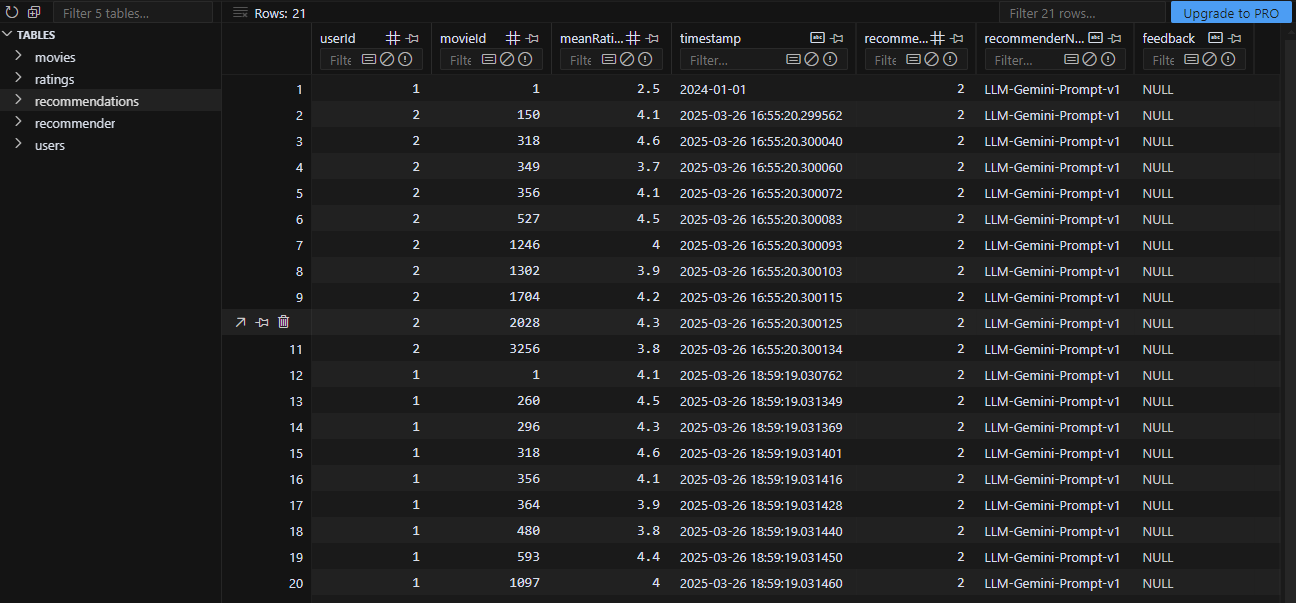 Filter 5 tables...
Rows: 21
Filter 21 rows...
Upgrade to PRO
TABLES
movies
ratings
recommendations
recommender
users
userId movieId meanRati... timestamp recomme... recommenderN... feedback
Filte Filte Filte Filter... Filte Filter... Filte
1 1 1 2.5 2024-01-01 2 LLM-Gemini-Prompt-v1 NULL
2 2 150 4.1 2025-03-26 16:55:20.299562 2 LLM-Gemini-Prompt-v1 NULL
3 2 318 4.6 2025-03-26 16:55:20.300040 2 LLM-Gemini-Prompt-v1 NULL
4 2 349 3.7 2025-03-26 16:55:20.300060 2 LLM-Gemini-Prompt-v1 NULL
5 2 356 4.1 2025-03-26 16:55:20.300072 2 LLM-Gemini-Prompt-v1 NULL
6 2 527 4.5 2025-03-26 16:55:20.300083 2 LLM-Gemini-Prompt-v1 NULL
7 2 1246 4 2025-03-26 16:55:20.300093 2 LLM-Gemini-Prompt-v1 NULL
8 2 1302 3.9 2025-03-26 16:55:20.300103 2 LLM-Gemini-Prompt-v1 NULL
9 2 1704 4.2 2025-03-26 16:55:20.300115 2 LLM-Gemini-Prompt-v1 NULL
2 2028 4.3 2025-03-26 16:55:20.300125 2 LLM-Gemini-Prompt-v1 NULL
11 2 3256 3.8 2025-03-26 16:55:20.300134 2 LLM-Gemini-Prompt-v1 NULL
12 1 1 4.1 2025-03-26 18:59:19.030762 2 LLM-Gemini-Prompt-v1 NULL
13 1 260 4.5 2025-03-26 18:59:19.031349 2 LLM-Gemini-Prompt-v1 NULL
14 1 296 4.3 2025-03-26 18:59:19.031369 2 LLM-Gemini-Prompt-v1 NULL
15 1 318 4.6 2025-03-26 18:59:19.031401 2 LLM-Gemini-Prompt-v1 NULL
16 1 356 4.1 2025-03-26 18:59:19.031416 2 LLM-Gemini-Prompt-v1 NULL
17 1 364 3.9 2025-03-26 18:59:19.031428 2 LLM-Gemini-Prompt-v1 NULL
18 1 480 3.8 2025-03-26 18:59:19.031440 2 LLM-Gemini-Prompt-v1 NULL
19 1 593 4.4 2025-03-26 18:59:19.031450 2 LLM-Gemini-Prompt-v1 NULL
20 1 1097 4 2025-03-26 18:59:19.031460 2 LLM-Gemini-Prompt-v1 NULL